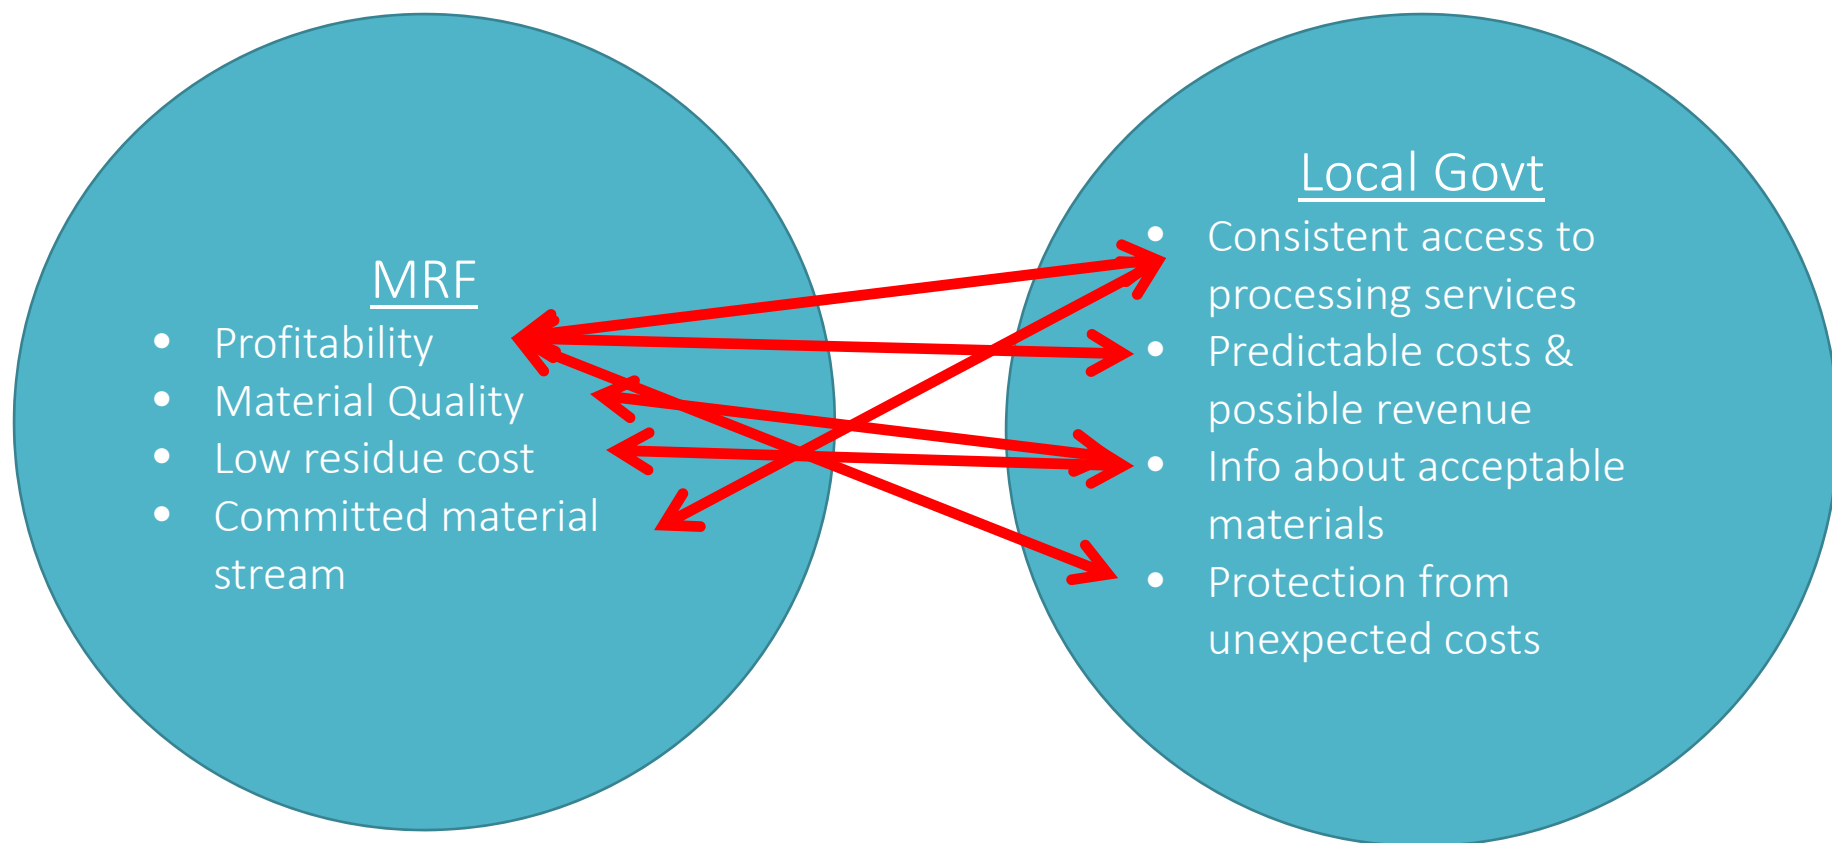 MRF
• Profitability
• Material Quality
• Low residue cost
• Committed material
stream
Local Govt
• Consistent access to
processing services
• Predictable costs &
possible revenue
• Info about acceptable
materials
• Protection from
unexpected costs